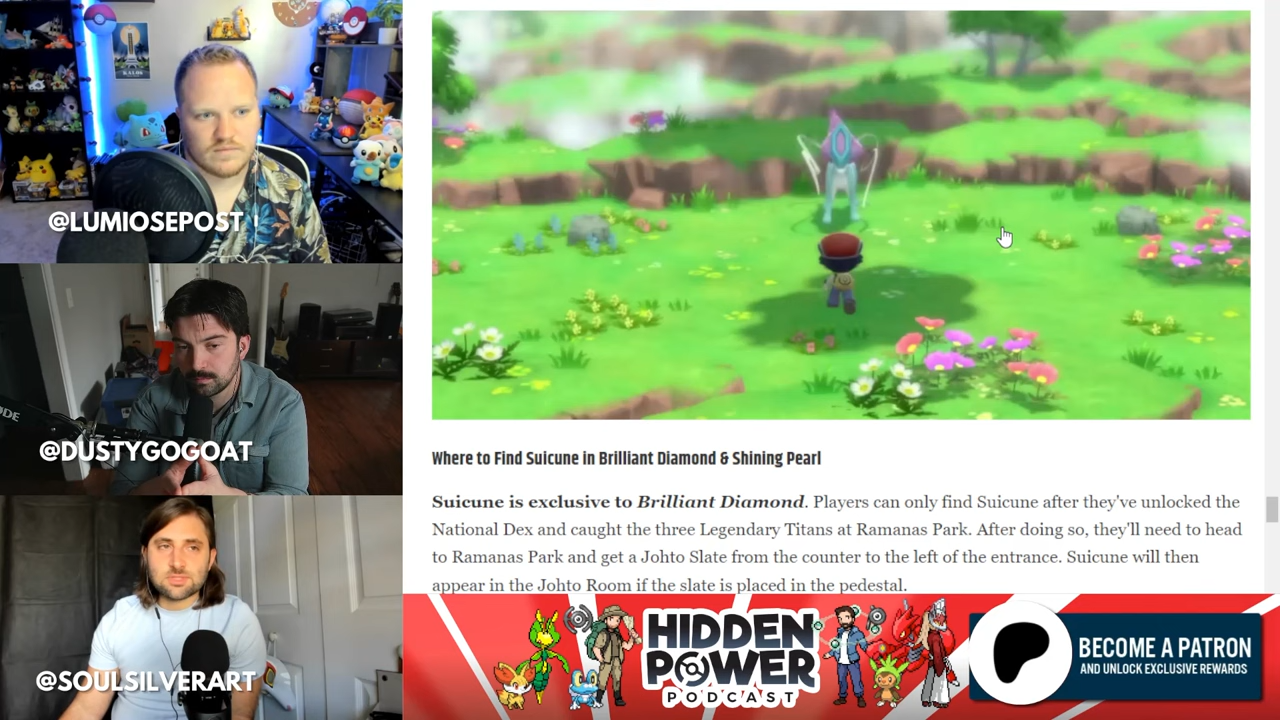 KALOS
@LUMIOSEPOST
@DUSTYGOGOAT
@SOULSILVERART
Where to Find Suicune in Brilliant Diamond & Shining Pearl
Suicune is exclusive to Brilliant Diamond. Players can only find Suicune after they've unlocked the
National Dex and caught the three Legendary Titans at Ramanas Park. After doing so, they'll need to head
to Ramanas Park and get a Johto Slate from the counter to the left of the entrance. Suicune will then
appear in the Johto Room if the slate is placed in the pedestal.
HIDDEN
POWER
PODCAST
BECOME A PATRON
AND UNLOCK EXCLUSIVE REWARDS